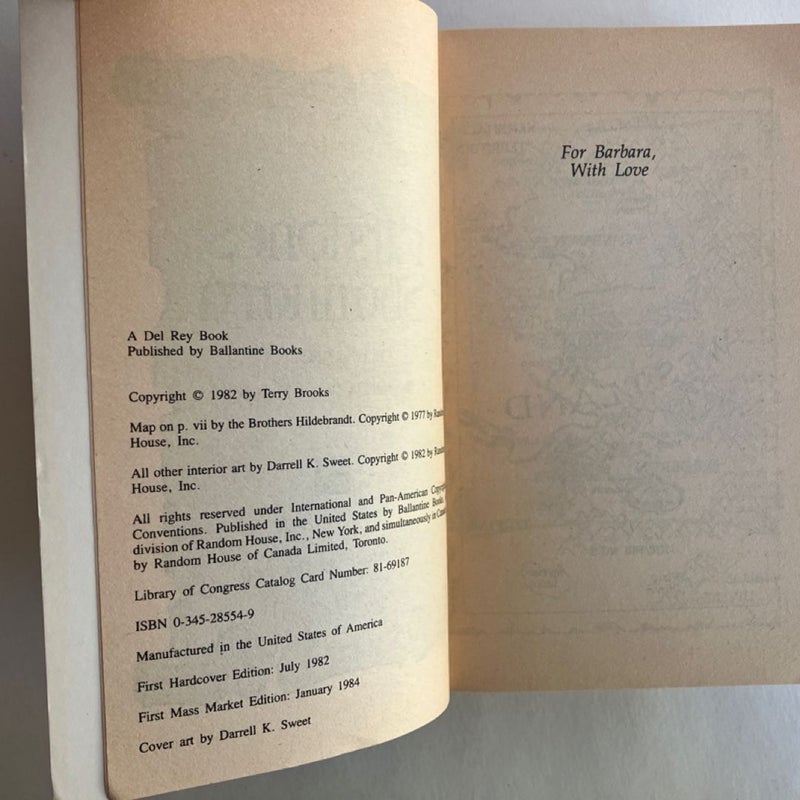 A Del Rey Book
Published by Ballantine Books
Copyright © 1982 by Terry Brooks
Map on p. vii by the Brothers Hildebrandt. Copyright © 1977 by
House, Inc.
All other interior art by Darrell K. Sweet. Copyright © 1982 by
House, Inc.
All rights reserved under International and Pan-American
Conventions. Published in the United States by Ballantine Books,
division of Random House, Inc., New York, and simultaneously in
by Random House of Canada Limited, Toronto.
Library of Congress Catalog Card Number: 81-69187
ISBN 0-345-28554-9
Manufactured in the United States of America
First Hardcover Edition: July 1982
First Mass Market Edition: January 1984
Cover art by Darrell K. Sweet
For Barbara,
With Love